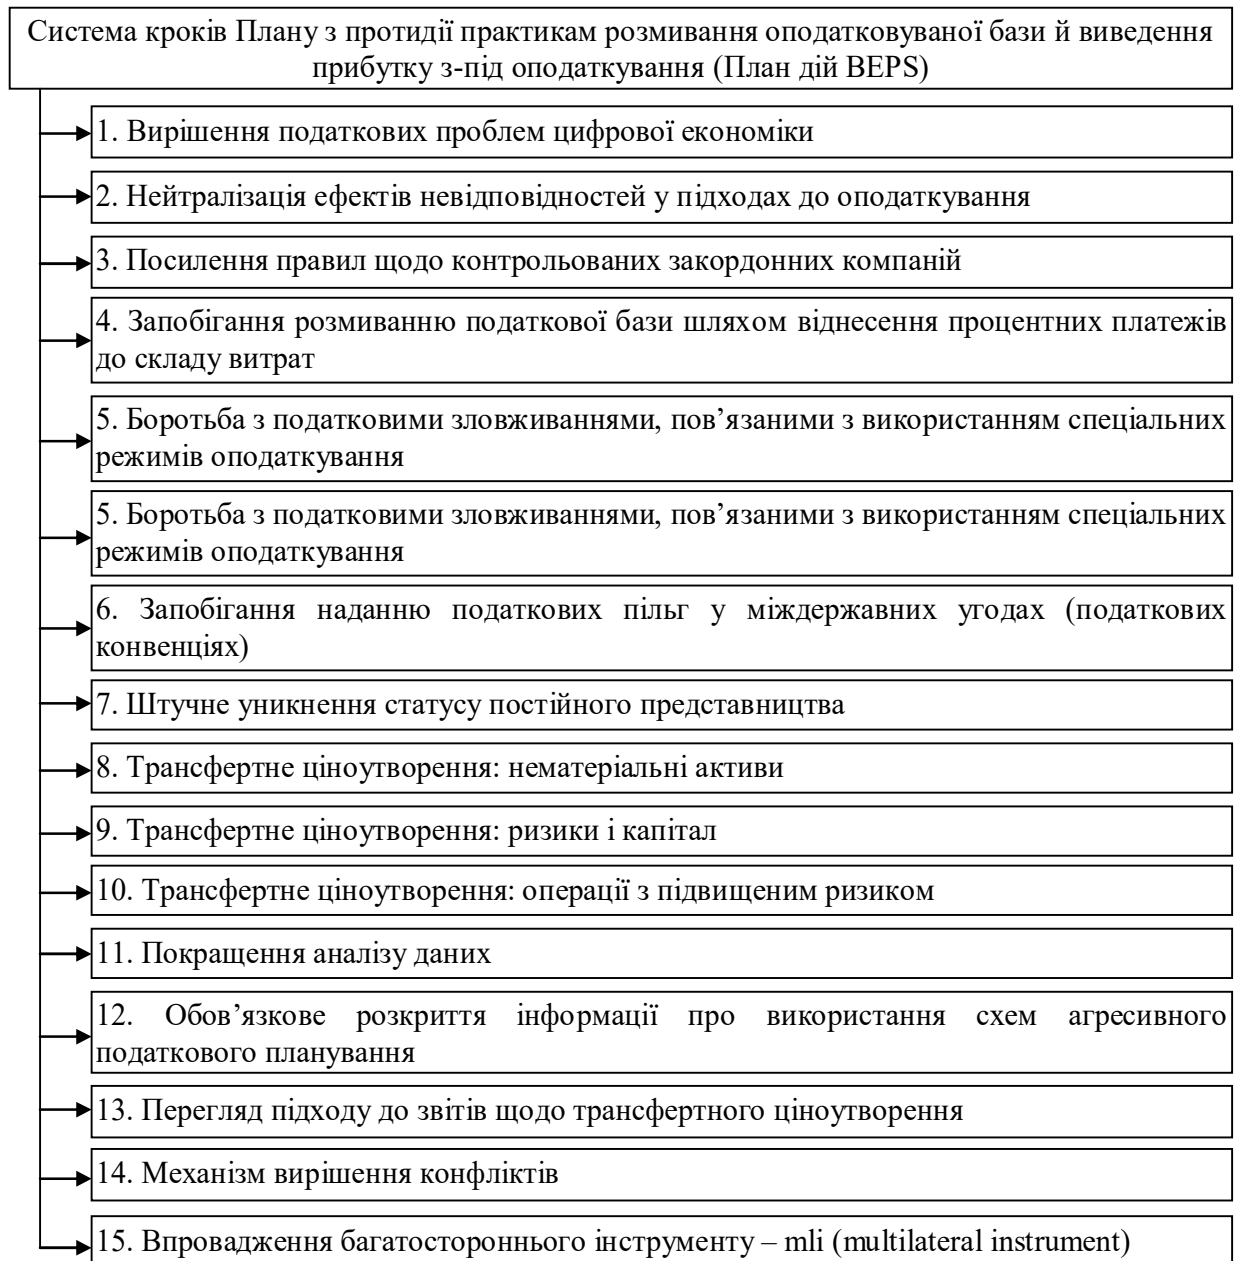 Система кроків Плану з протидії практикам розмивання оподатковуваної бази й виведення
прибутку з-під оподаткування (План дій BEPS)
1. Вирішення податкових проблем цифрової економіки
2. Нейтралізація ефектів невідповідностей у підходах до оподаткування
3. Посилення правил щодо контрольованих закордонних компаній
4. Запобігання розмиванню податкової бази шляхом віднесення процентних платежів
до складу витрат
5. Боротьба з податковими зловживаннями, пов’язаними з використанням спеціальних
режимів оподаткування
5. Боротьба з податковими зловживаннями, пов’язаними з використанням спеціальних
режимів оподаткування
6. Запобігання наданню податкових пільг у міждержавних угодах (податкових
конвенціях)
7. Штучне уникнення статусу постійного представництва
8. Трансфертне ціноутворення: нематеріальні активи
9. Трансфертне ціноутворення: ризики і капітал
10. Трансфертне ціноутворення: операції з підвищеним ризиком
11. Покращення аналізу даних
12. Обов’язкове розкриття інформації про використання схем агресивного
податкового планування
13. Перегляд підходу до звітів щодо трансфертного ціноутворення
14. Механізм вирішення конфліктів
15. Впровадження багатостороннього інструменту – mli (multilateral instrument)